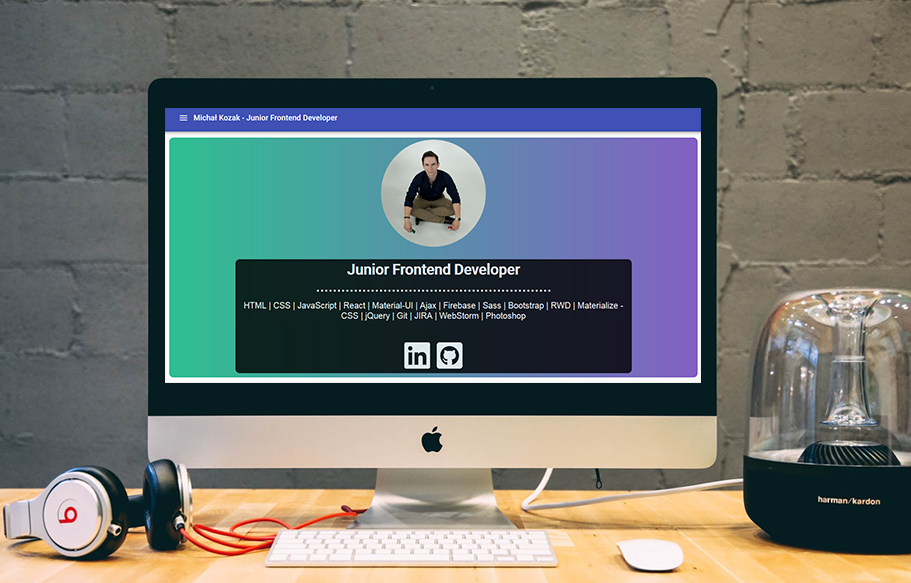 Michał Kozak - Junior Frontend Developer
Junior Frontend Developer
HTML | CSS | JavaScript | React | Material-UI | Ajax | Firebase | Sass | Bootstrap | RWD | Materialize -
CSS | jQuery | Git | JIRA | WebStorm | Photoshop
in
b
harman/kardon